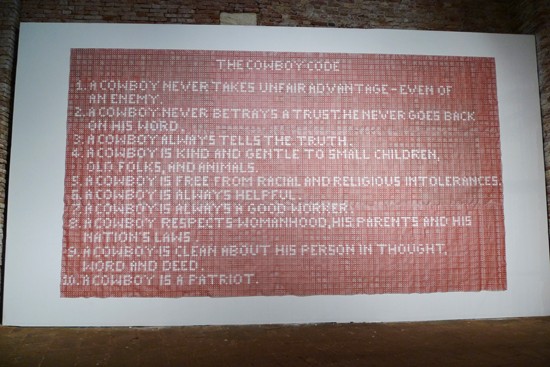 THE COWBOY CODE
1. A COWBOY NEVER TAKES UNFAIR ADVANTAGE - EVEN OF
AN ENEMY.
2. A COWBOY NEVER BETRAYS A TRUST. HE NEVER GOES BACK
ON HIS WORD.
3. A COWBOY ALWAYS TELLS THE TRUTH.
4. A COWBOY IS KIND AND GENTLE TO SMALL CHILDREN,
OLD FOLKS, AND ANIMALS.
5. A COWBOY IS FREE FROM RACIAL AND RELIGIOUS INTOLERANCES.
6. A COWBOY IS ALWAYS HELPFUL.
7. A COWBOY IS ALWAYS A GOOD WORKER.
8. A COWBOY RESPECTS WOMANHOOD, HIS PARENTS AND HIS
NATION'S LAWS.
9. A COWBOY IS CLEAN ABOUT HIS PERSON IN THOUGHT,
WORD AND DEED.
10. A COWBOY IS A PATRIOT.